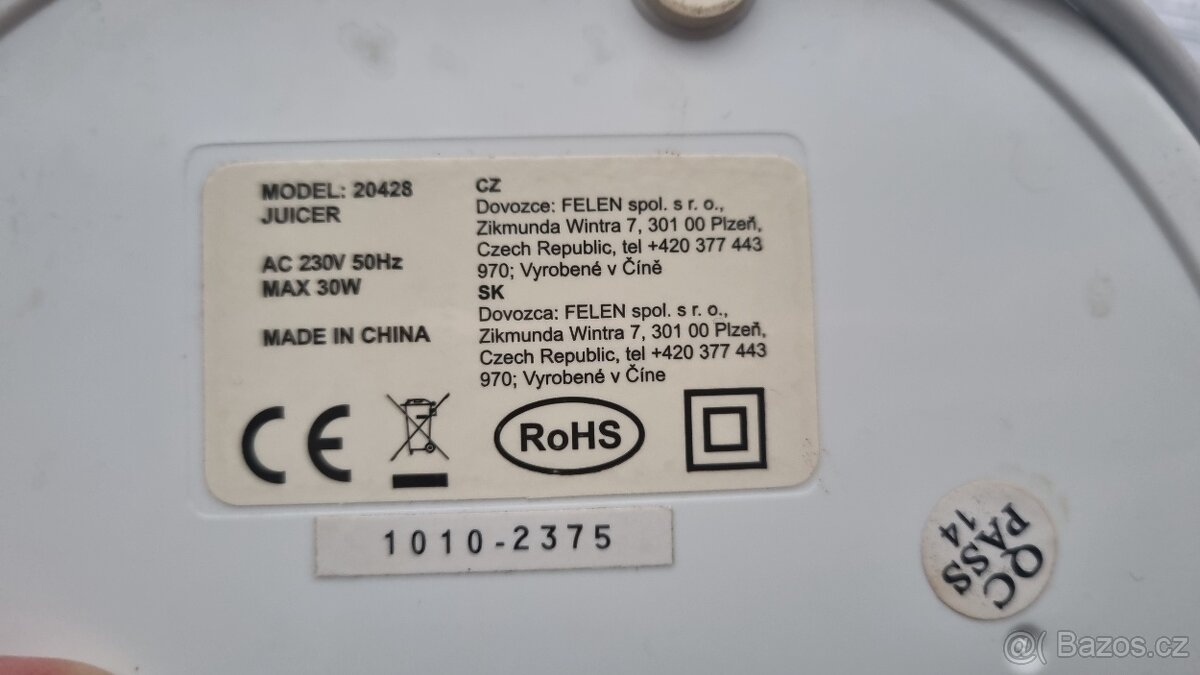 MODEL: 20428
JUICER
AC 230V 50Hz
MAX 30W
MADE IN CHINA
CZ
Dovozce: FELEN spol. s r. o.,
Zikmunda Wintra 7, 301 00 Plzeň,
Czech Republic, tel +420 377 443
970; Vyrobené v Číně
SK
Dovozca: FELEN spol. s r. o.,
Zikmunda Wintra 7, 301 00 Plzeň,
Czech Republic, tel +420 377 443
970; Vyrobené v Číne
CE
RoHS
1010-2375
QC
PASS
14
@( Bazos.cz